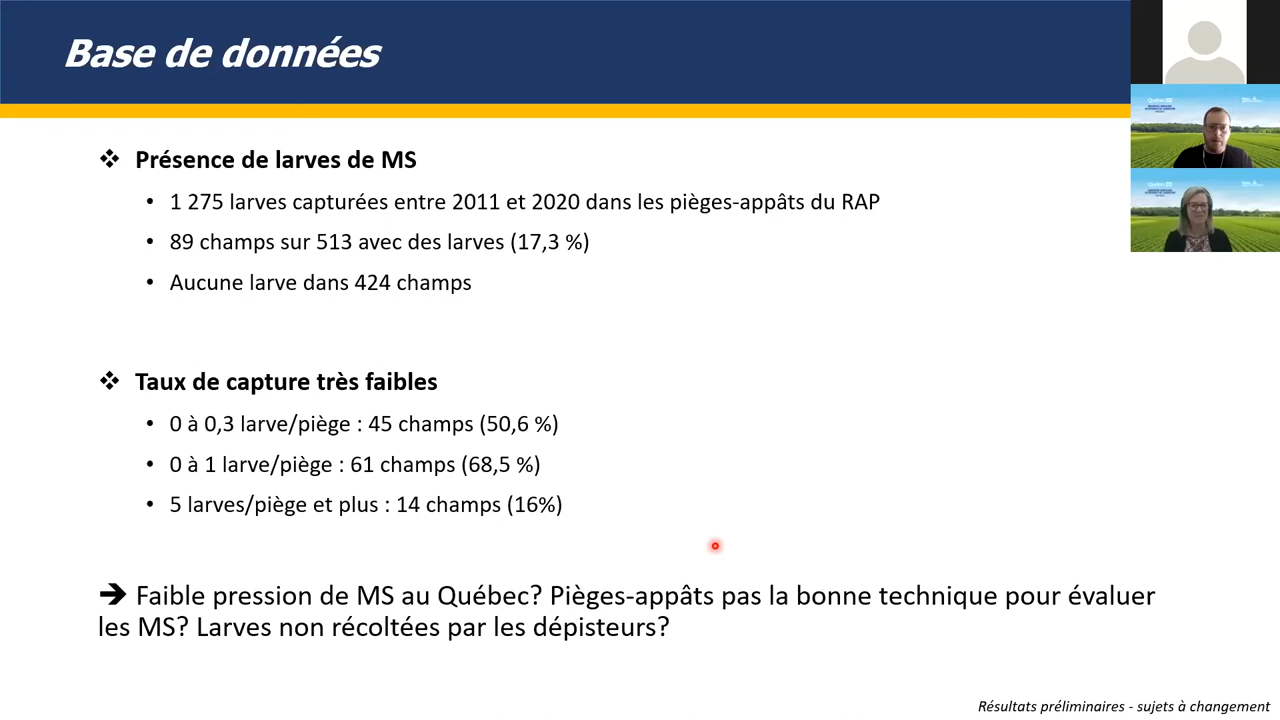 Base de données
❖ Présence de larves de MS
• 1 275 larves capturées entre 2011 et 2020 dans les pièges-appâts du RAP
• 89 champs sur 513 avec des larves (17,3 %)
• Aucune larve dans 424 champs
❖ Taux de capture très faibles
• 0 à 0,3 larve/piège : 45 champs (50,6 %)
• 0 à 1 larve/piège : 61 champs (68,5 %)
• 5 larves/piège et plus : 14 champs (16%)
➔ Faible pression de MS au Québec? Pièges-appâts pas la bonne technique pour évaluer
les MS? Larves non récoltées par les dépisteurs?
Résultats préliminaires - sujets à changement